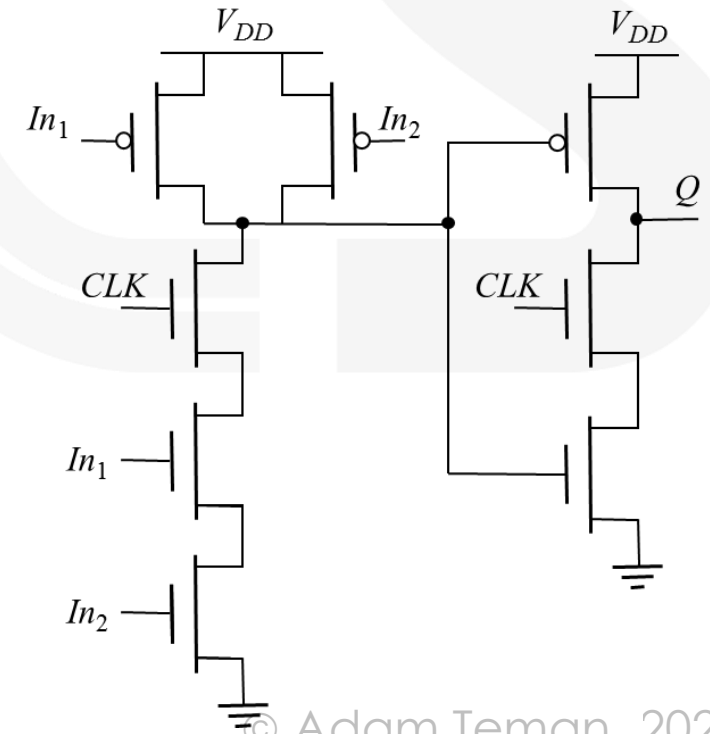 V_DD V_DD
In_1 In_2
Q
CLK CLK
In_1
In_2
© Adam Teman, 202